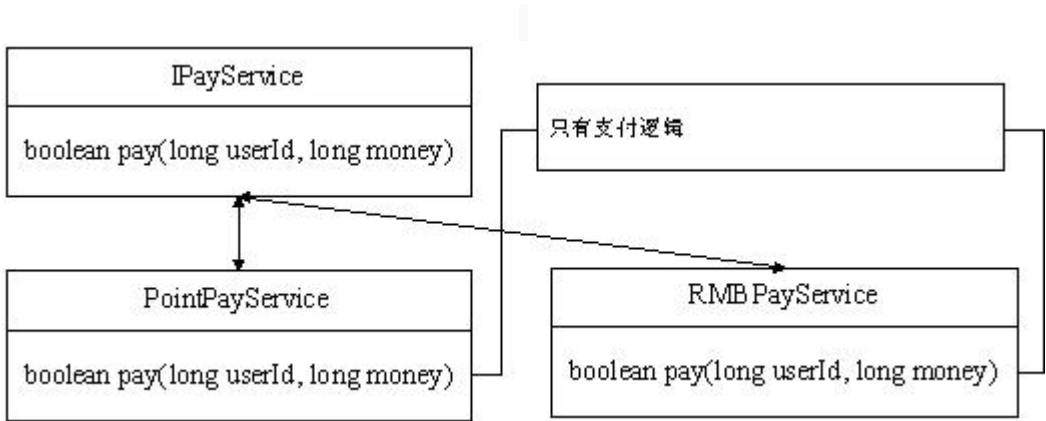 IPayService
boolean pay(long userId, long money)
只有支付逻辑
PointPayService
boolean pay(long userId, long money)
RMBPayService
boolean pay(long userId, long money)